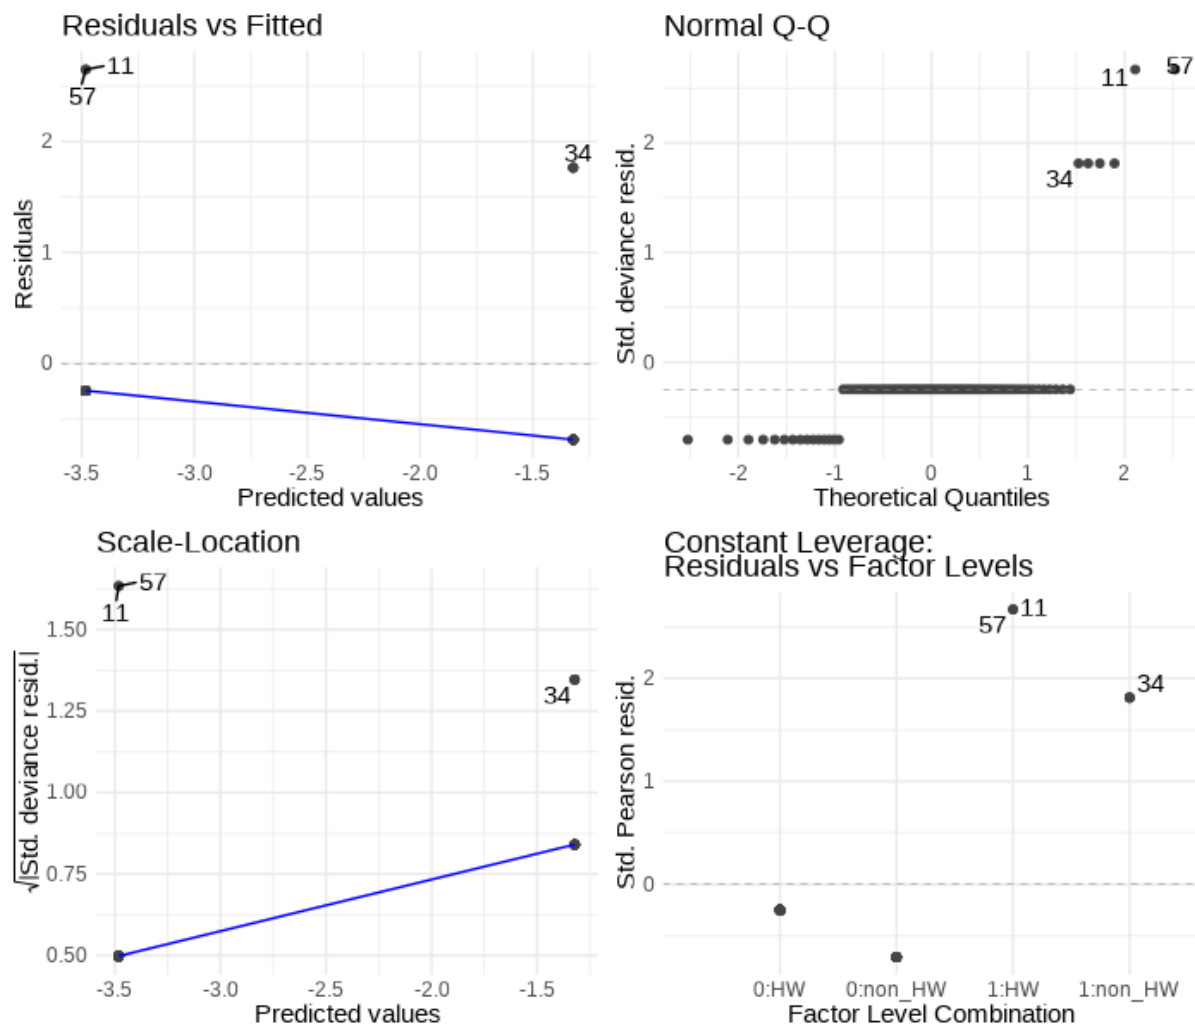 Residuals vs Fitted
11
57
34
2
1
0
Residuals
-3.5 -3.0 -2.5 -2.0 -1.5
Predicted values
Normal Q-Q
11 57
34
2
1
0
Std. deviance resid.
-2 -1 0 1 2
Theoretical Quantiles
Scale-Location
57
11
34
1.50
1.25
1.00
0.75
0.50
√|Std. deviance resid.|
-3.5 -3.0 -2.5 -2.0 -1.5
Predicted values
Constant Leverage:
Residuals vs Factor Levels
11
57
34
2
1
0
Std. Pearson resid.
0:HW 0:non_HW 1:HW 1:non_HW
Factor Level Combination